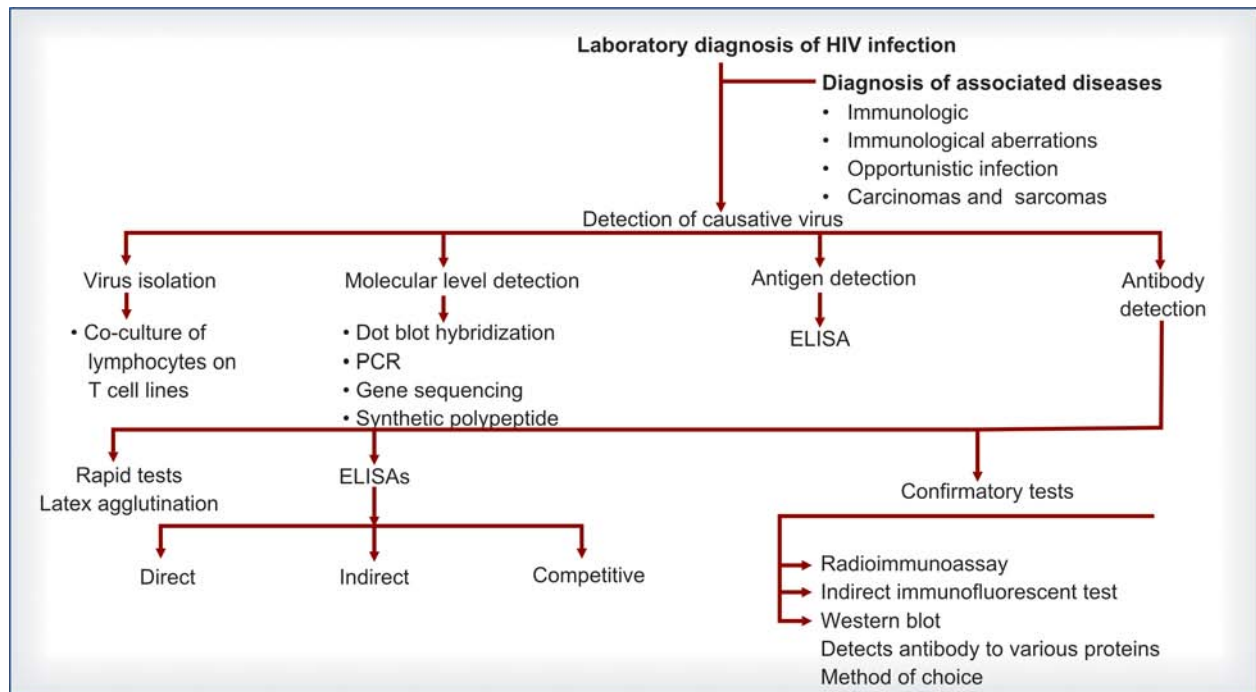 Laboratory diagnosis of HIV infection
Diagnosis of associated diseases
• Immunologic
• Immunological aberrations
• Opportunistic infection
• Carcinomas and sarcomas
Detection of causative virus
Virus isolation
• Co-culture of
lymphocytes on
T cell lines
Molecular level detection
• Dot blot hybridization
• PCR
• Gene sequencing
• Synthetic polypeptide
Antigen detection
ELISA
Antibody
detection
Rapid tests
Latex agglutination
ELISAs
Direct
Indirect
Competitive
Confirmatory tests
Radioimmunoassay
Indirect immunofluorescent test
Western blot
Detects antibody to various proteins
Method of choice